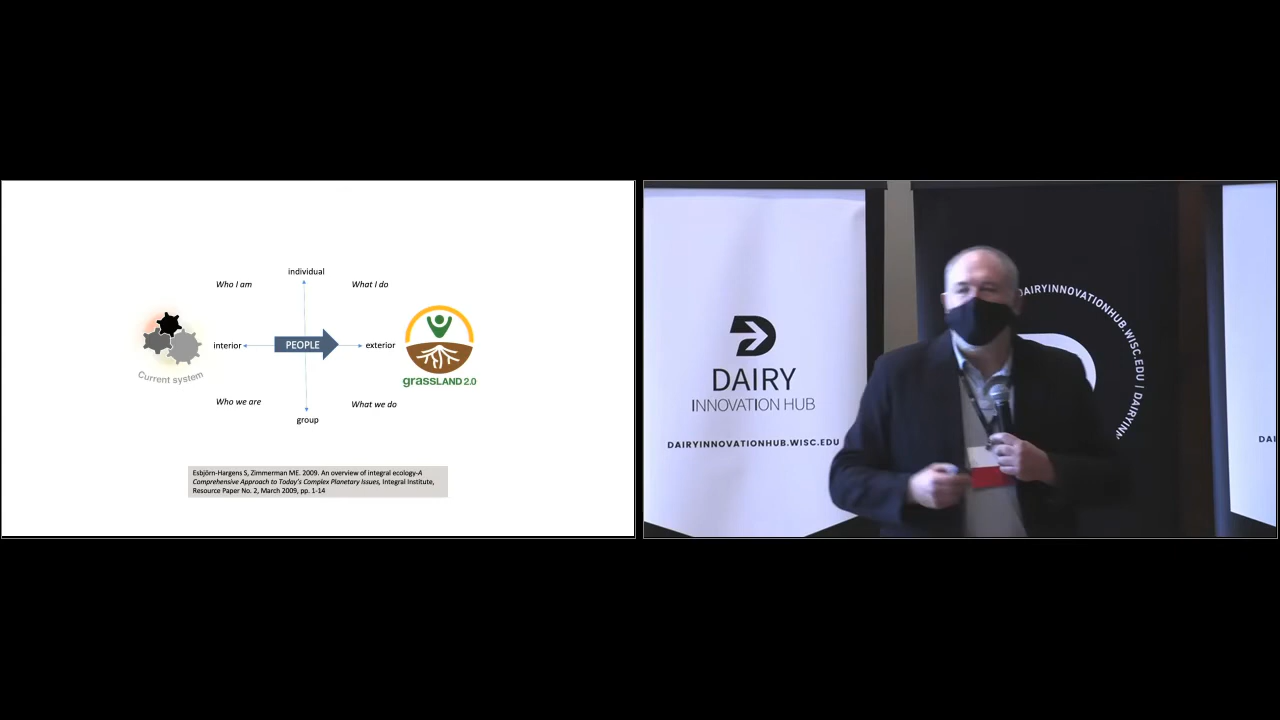 individual
Who I am
What I do
interior
PEOPLE
exterior
Current system
grassLAND 2.0
Who we are
What we do
group
Esbjörn-Hargens S, Zimmerman ME. 2009. An overview of integral ecology-A
Comprehensive Approach to Today's Complex Planetary Issues, Integral Institute,
Resource Paper No. 2, March 2009, pp. 1-14
DAIRY
INNOVATION HUB
DAIRYINNOVATIONHUB.WISC.EDU
DAIRYINNOVATIONHUB.WISC.EDU / DAIRYINN
DAI